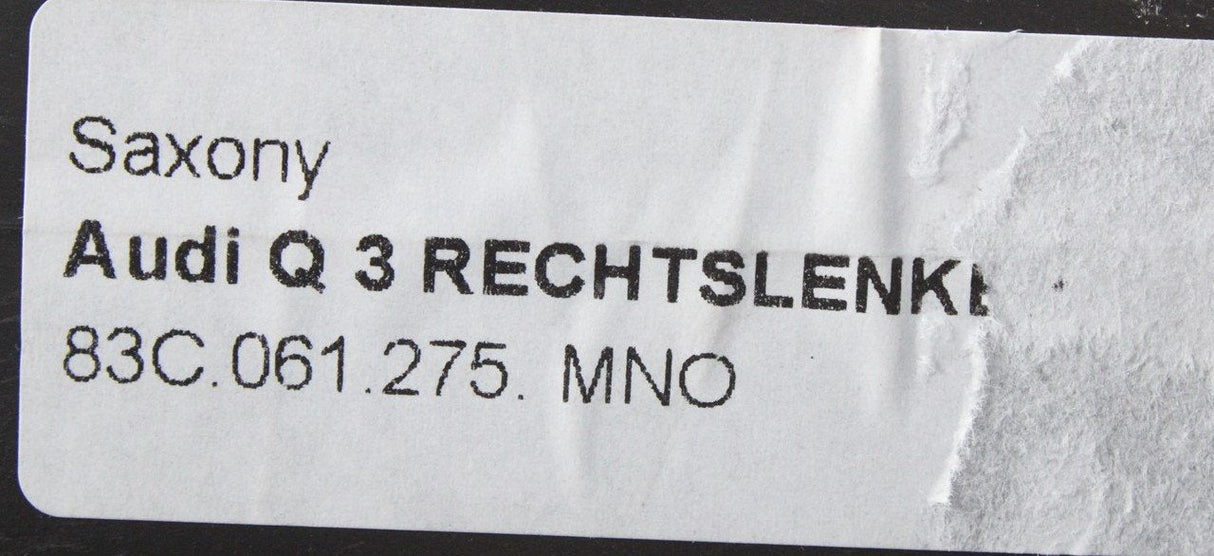 Saxony
Audi Q 3 RECHTSLENKE
83C.061.275. MNO